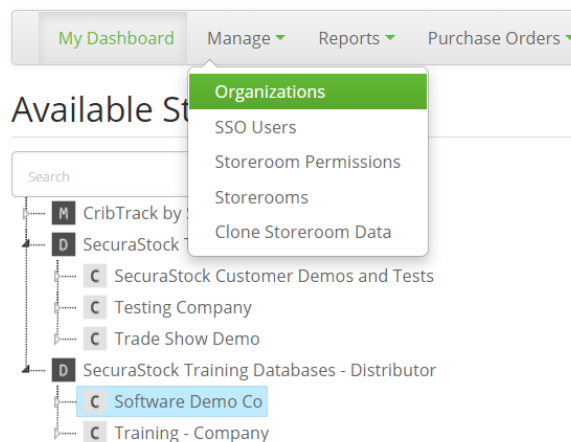 My Dashboard Manage Reports Purchase Orders
Organizations
SSO Users
Storeroom Permissions
Storerooms
Clone Storeroom Data
Available St
Search
M CribTrack by
D SecuraStock
C SecuraStock Customer Demos and Tests
C Testing Company
C Trade Show Demo
D SecuraStock Training Databases - Distributor
C Software Demo Co
C Training - Company